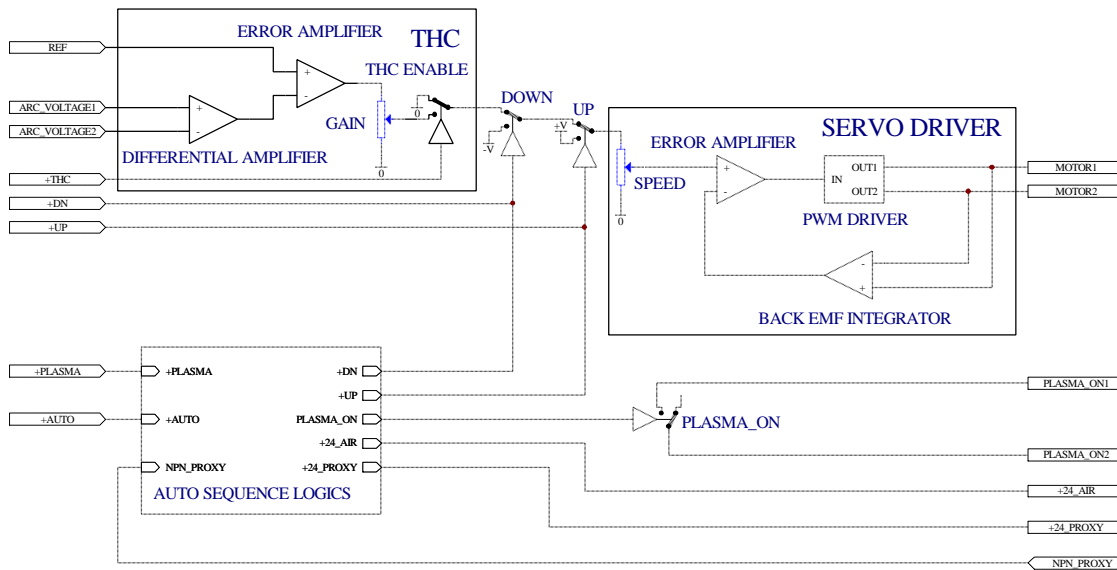 REF
ERROR AMPLIFIER
THC
THC ENABLE
0
DOWN
UP
ARC_VOLTAGE1
ARC_VOLTAGE2
+
-
+
-
GAIN
-V
+V
SERVO DRIVER
ERROR AMPLIFIER
DIFFERENTIAL AMPLIFIER
0
+
-
SPEED
0
IN
OUT1
OUT2
PWM DRIVER
MOTOR1
MOTOR2
+THC
+DN
+UP
-
+
BACK EMF INTEGRATOR
+PLASMA
+PLASMA
+DN
+UP
+AUTO
+AUTO
PLASMA_ON
+24_AIR
NPN_PROXY
+24_PROXY
AUTO SEQUENCE LOGICS
PLASMA_ON
PLASMA_ON1
PLASMA_ON2
+24_AIR
+24_PROXY
NPN_PROXY